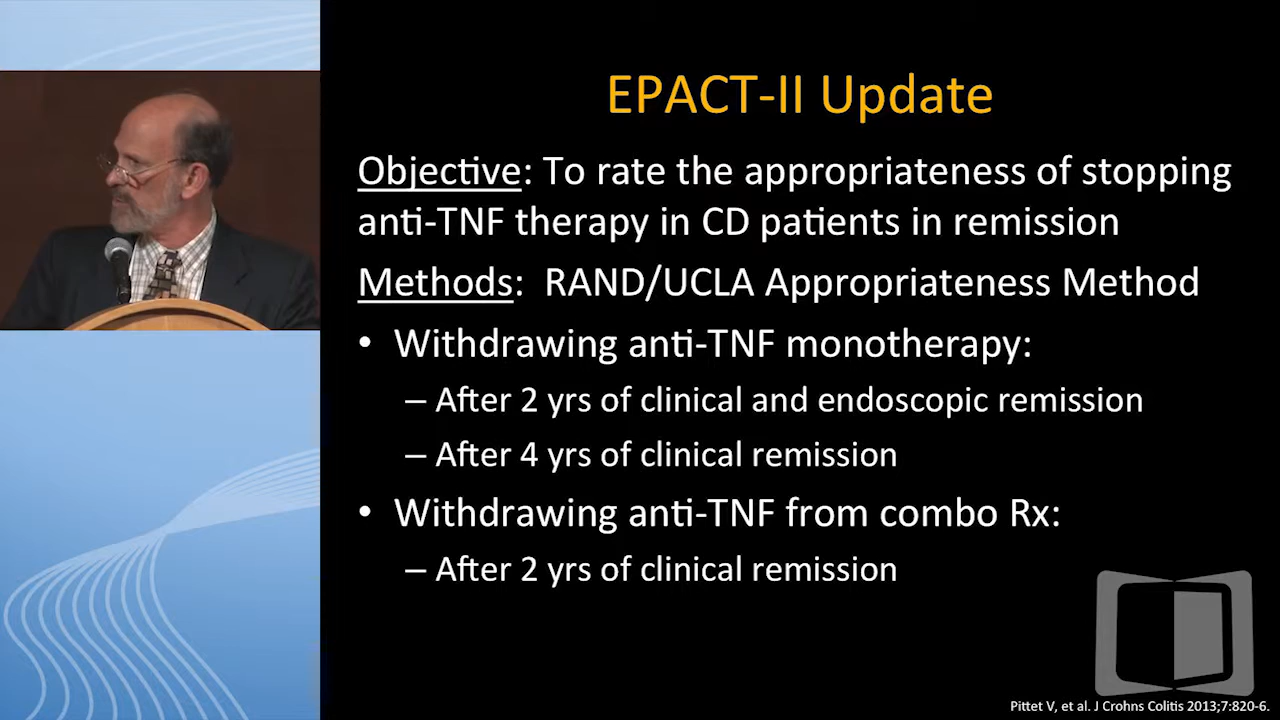 EPACT-II Update
Objective: To rate the appropriateness of stopping
anti-TNF therapy in CD patients in remission
Methods: RAND/UCLA Appropriateness Method
• Withdrawing anti-TNF monotherapy:
– After 2 yrs of clinical and endoscopic remission
– After 4 yrs of clinical remission
• Withdrawing anti-TNF from combo Rx:
– After 2 yrs of clinical remission
Pittet V, et al. J Crohns Colitis 2013;7:820-6.